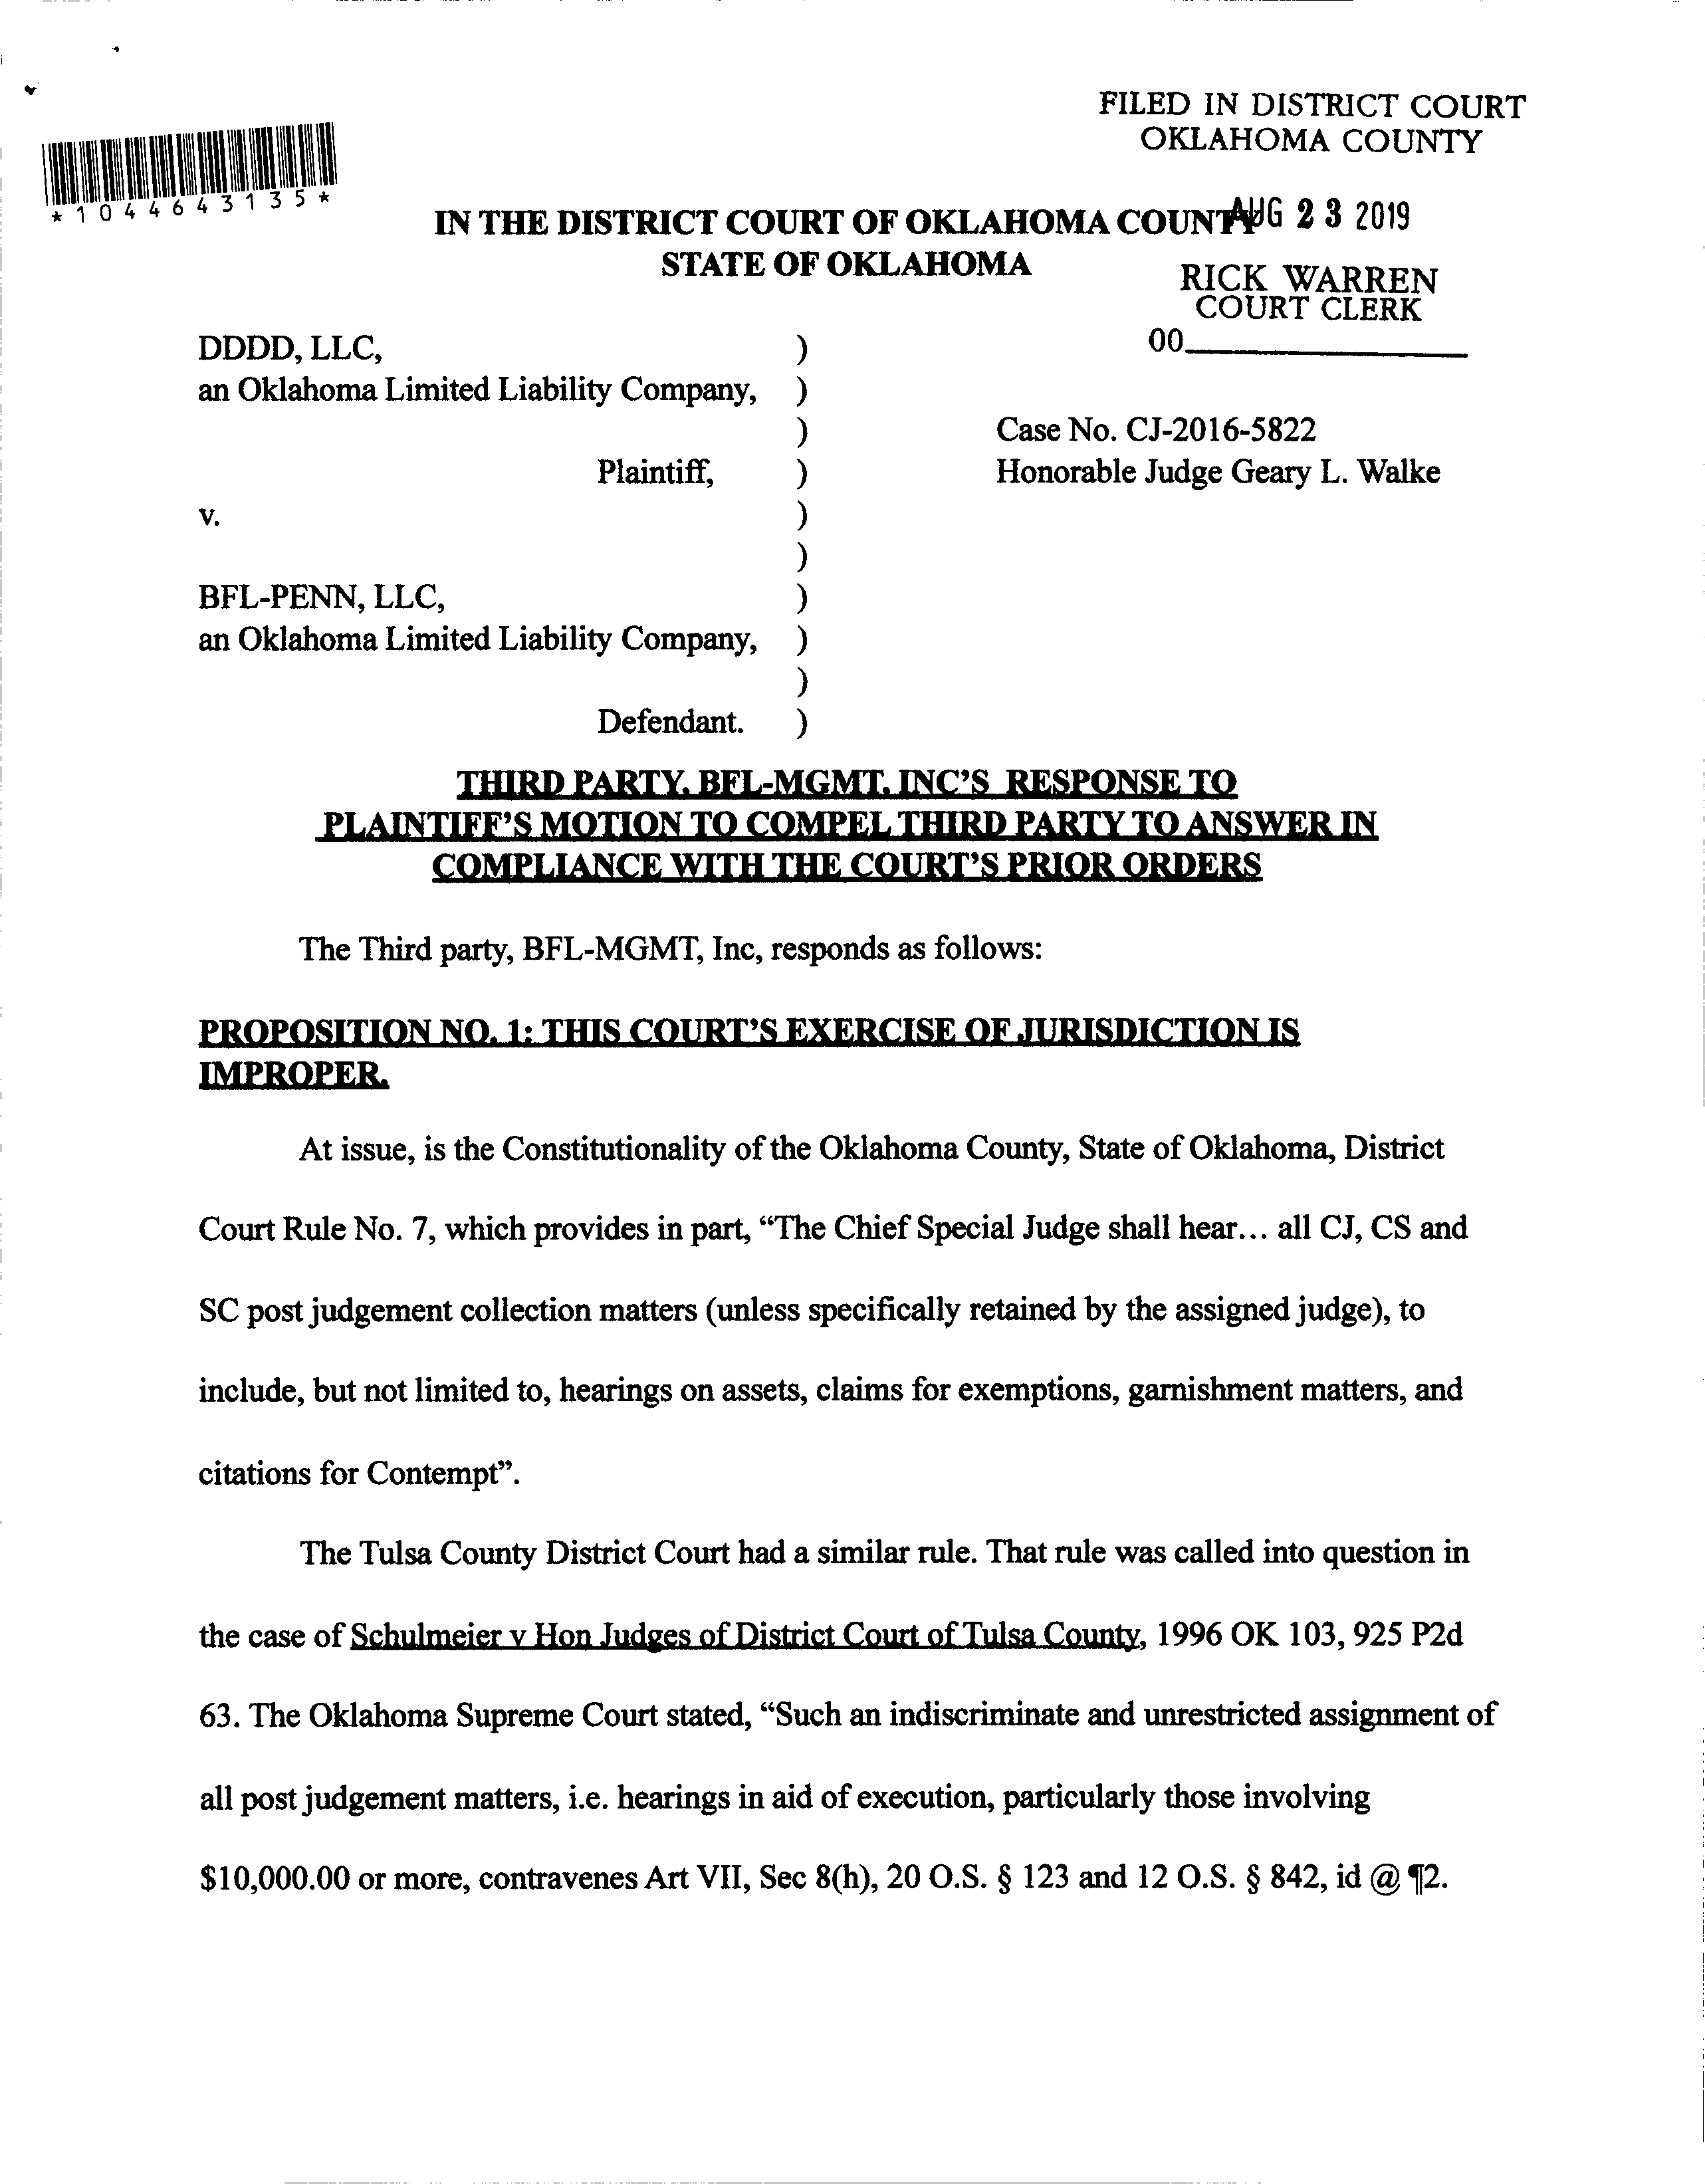 FILED IN DISTRICT COURT
OKLAHOMA COUNTY
*1044643135*
IN THE DISTRICT COURT OF OKLAHOMA COUNTY
AUG 23 2019
STATE OF OKLAHOMA
RICK WARREN
COURT CLERK
00
DDDD, LLC, )
an Oklahoma Limited Liability Company, )
) Case No. CJ-2016-5822
Plaintiff, ) Honorable Judge Geary L. Walke
v. )
)
BFL-PENN, LLC, )
an Oklahoma Limited Liability Company, )
)
Defendant. )
THIRD PARTY, BFL-MGMT, INC'S RESPONSE TO
PLAINTIFF'S MOTION TO COMPEL THIRD PARTY TO ANSWER IN
COMPLIANCE WITH THE COURT'S PRIOR ORDERS
The Third party, BFL-MGMT, Inc, responds as follows:
PROPOSITION NO. 1: THIS COURT'S EXERCISE OF JURISDICTION IS
IMPROPER.
At issue, is the Constitutionality of the Oklahoma County, State of Oklahoma, District
Court Rule No. 7, which provides in part, “The Chief Special Judge shall hear… all CJ, CS and
SC post judgement collection matters (unless specifically retained by the assigned judge), to
include, but not limited to, hearings on assets, claims for exemptions, garnishment matters, and
citations for Contempt”.
The Tulsa County District Court had a similar rule. That rule was called into question in
the case of Schulmeier v Hon Judges of District Court of Tulsa County, 1996 OK 103, 925 P2d
63. The Oklahoma Supreme Court stated, “Such an indiscriminate and unrestricted assignment of
all post judgement matters, i.e. hearings in aid of execution, particularly those involving
$10,000.00 or more, contravenes Art VII, Sec 8(h), 20 O.S. § 123 and 12 O.S. § 842, id @ ¶2.